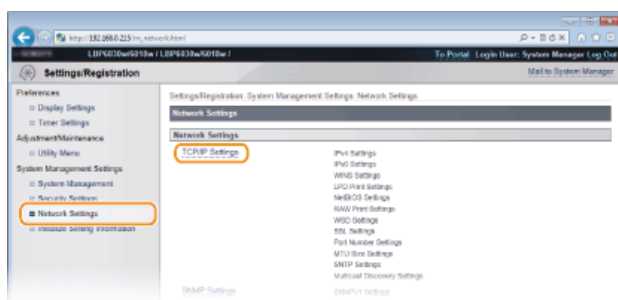 http://192.168.0.215/m_network.html
LBP6030w/6018w / LBP6030w/6018w /
To Portal Login User: System Manager Log Out
Settings/Registration
Mail to System Manager
Preferences
Display Settings
Timer Settings
Adjustment/Maintenance
Utility Menu
System Management Settings
System Management
Security Settings
Network Settings
Initialize Setting Information
Settings/Registration: System Management Settings: Network Settings
Network Settings
Network Settings
TCP/IP Settings
IPv4 Settings
IPv6 Settings
WINS Settings
LPD Print Settings
NetBIOS Settings
RAW Print Settings
WSD Settings
SSL Settings
Port Number Settings
MTU Size Settings
SNTP Settings
Multicast Discovery Settings
SNMP Settings
SNMPv1 Settings